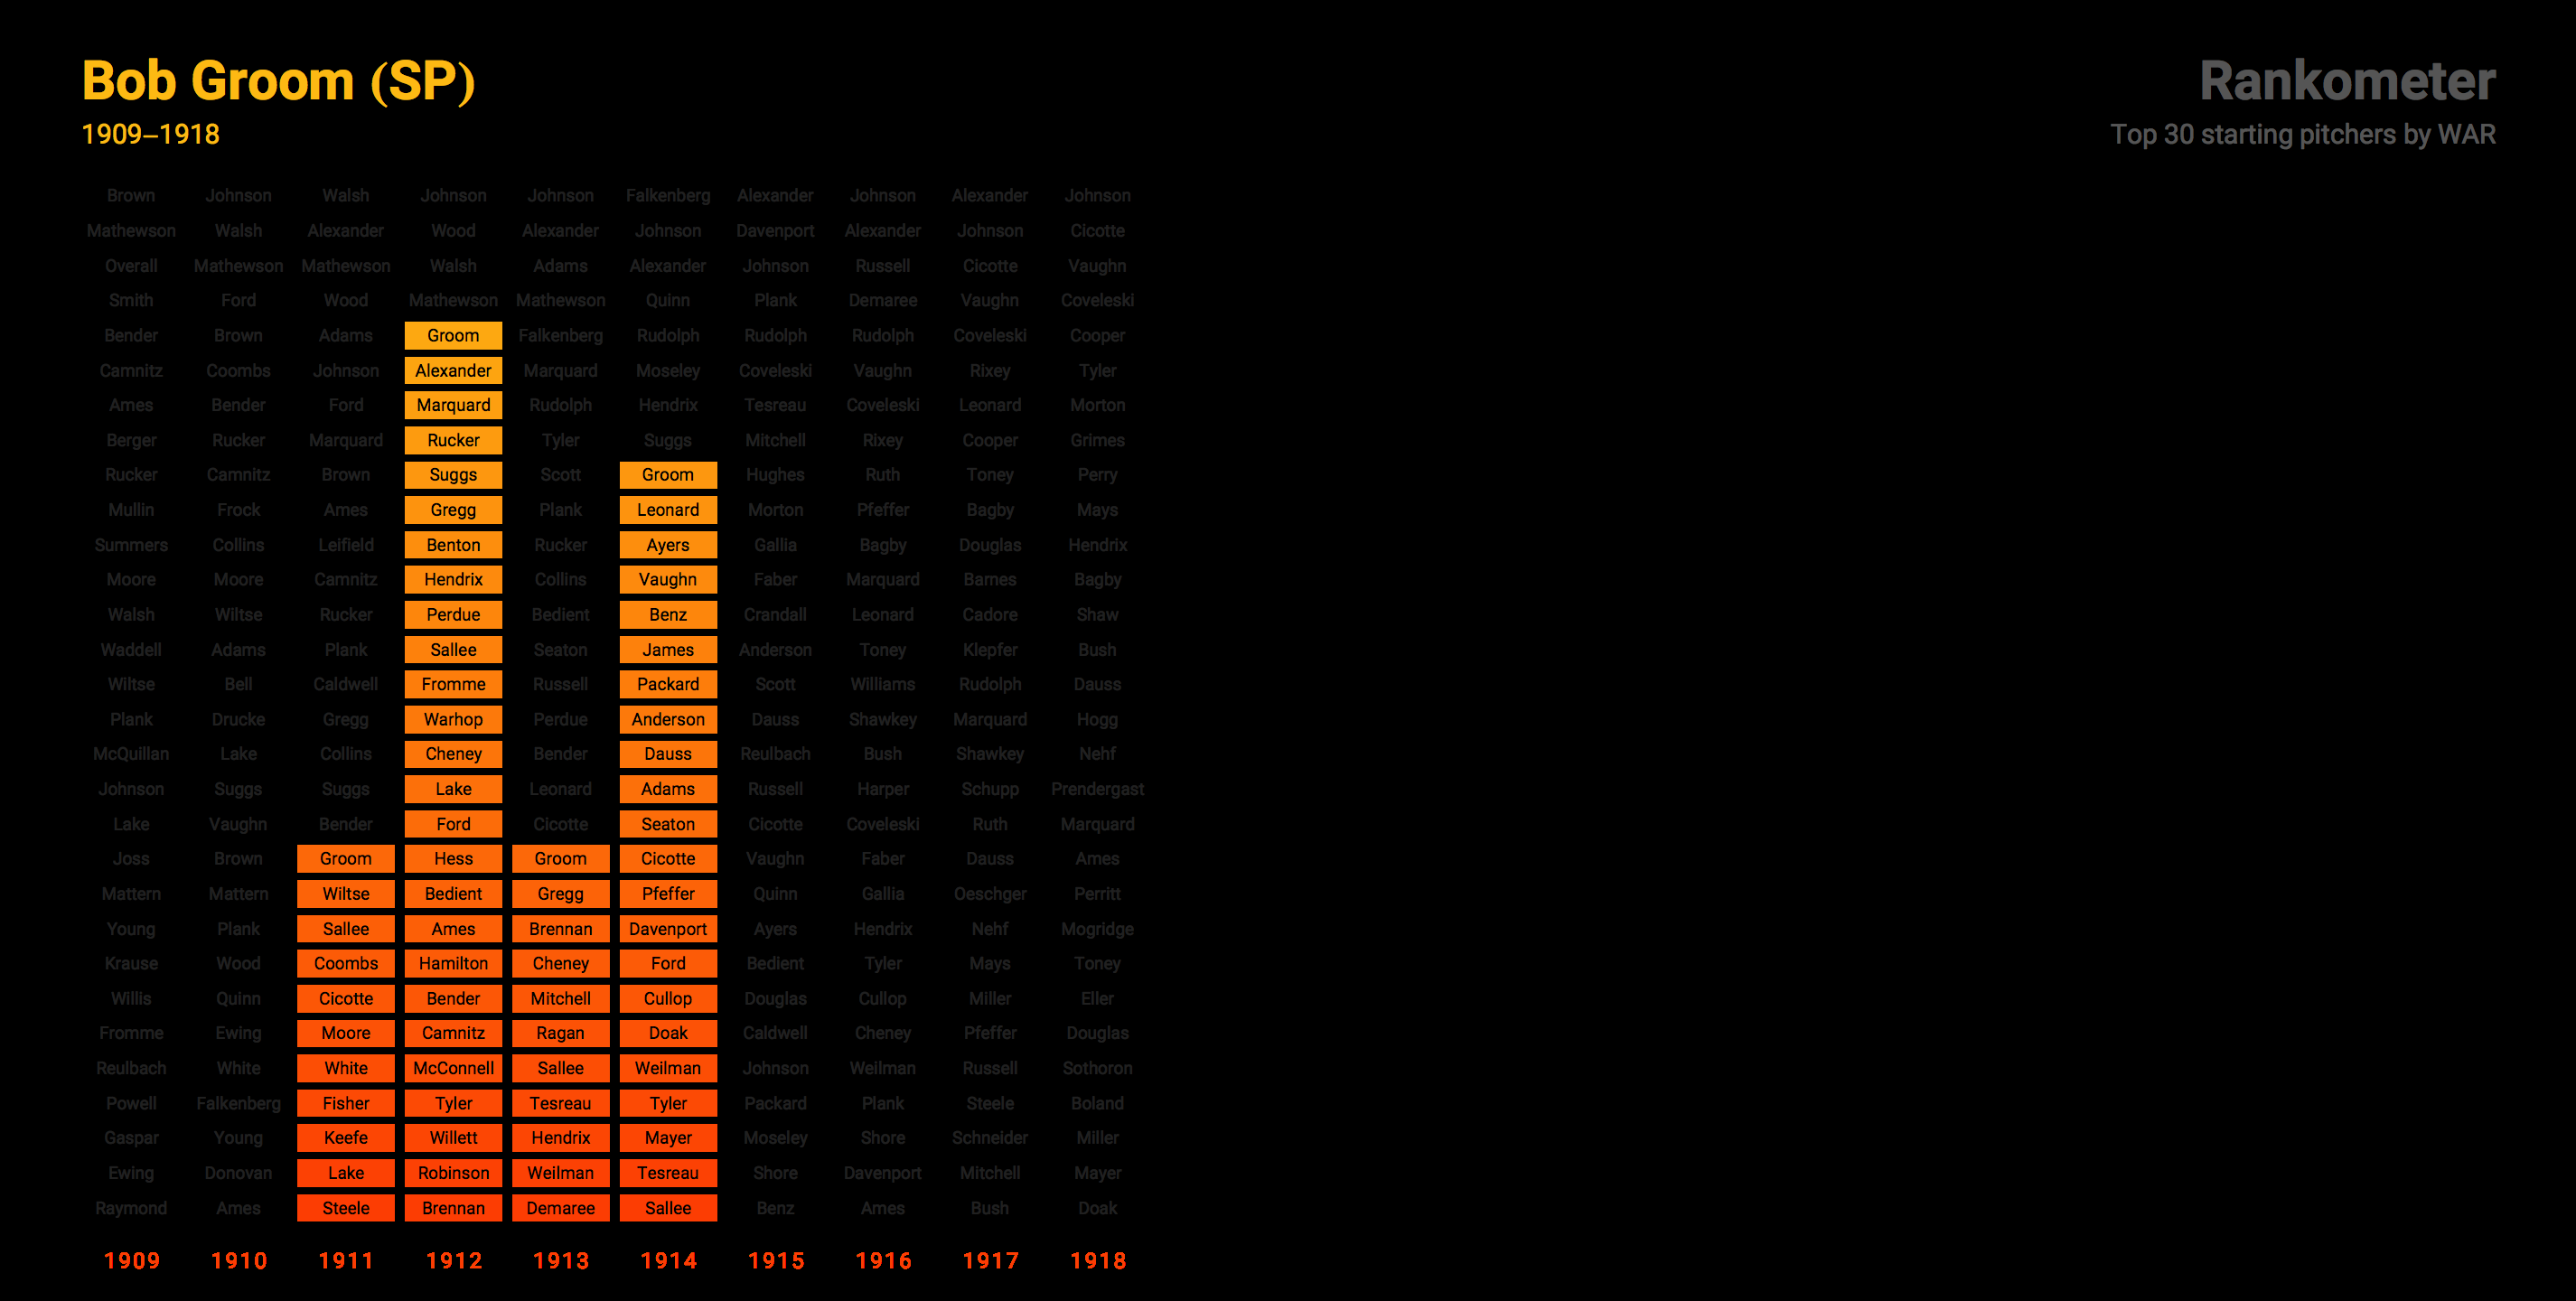 Bob Groom (SP)
1909–1918
Rankometer
Top 30 starting pitchers by WAR
Brown Johnson Walsh Johnson Johnson Falkenberg Alexander Johnson Alexander Johnson
Mathewson Walsh Alexander Wood Alexander Johnson Davenport Alexander Johnson Cicotte
Overall Mathewson Mathewson Walsh Adams Alexander Johnson Russell Cicotte Vaughn
Smith Ford Wood Mathewson Mathewson Quinn Plank Demaree Vaughn Coveleski
Bender Brown Adams Groom Falkenberg Rudolph Rudolph Rudolph Coveleski Cooper
Camnitz Coombs Johnson Alexander Marquard Moseley Coveleski Vaughn Rixey Tyler
Ames Bender Ford Marquard Rudolph Hendrix Tesreau Coveleski Leonard Morton
Berger Rucker Marquard Rucker Tyler Suggs Mitchell Rixey Cooper Grimes
Rucker Camnitz Brown Suggs Scott Groom Hughes Ruth Toney Perry
Mullin Frock Ames Gregg Plank Leonard Morton Pfeffer Bagby Mays
Summers Collins Leifield Benton Rucker Ayers Gallia Bagby Douglas Hendrix
Moore Moore Camnitz Hendrix Collins Vaughn Faber Marquard Barnes Bagby
Walsh Wiltse Rucker Perdue Bedient Benz Crandall Leonard Cadore Shaw
Waddell Adams Plank Sallee Seaton James Anderson Toney Klepfer Bush
Wiltse Bell Caldwell Fromme Russell Packard Scott Williams Rudolph Dauss
Plank Drucke Gregg Warhop Perdue Anderson Dauss Shawkey Marquard Hogg
McQuillan Lake Collins Cheney Bender Dauss Reulbach Bush Shawkey Nehf
Johnson Suggs Suggs Lake Leonard Adams Russell Harper Schupp Prendergast
Lake Vaughn Bender Ford Cicotte Seaton Cicotte Coveleski Ruth Marquard
Joss Brown Groom Hess Groom Cicotte Vaughn Faber Dauss Ames
Mattern Mattern Wiltse Bedient Gregg Pfeffer Quinn Gallia Oeschger Perritt
Young Plank Sallee Ames Brennan Davenport Ayers Hendrix Nehf Mogridge
Krause Wood Coombs Hamilton Cheney Ford Bedient Tyler Mays Toney
Willis Quinn Cicotte Bender Mitchell Cullop Douglas Cullop Miller Eller
Fromme Ewing Moore Camnitz Ragan Doak Caldwell Cheney Pfeffer Douglas
Reulbach White White McConnell Sallee Weilman Johnson Weilman Russell Sothoron
Powell Falkenberg Fisher Tyler Tesreau Tyler Packard Plank Steele Boland
Gaspar Young Keefe Willett Hendrix Mayer Moseley Shore Schneider Miller
Ewing Donovan Lake Robinson Weilman Tesreau Shore Davenport Mitchell Mayer
Raymond Ames Steele Brennan Demaree Sallee Benz Ames Bush Doak
1909 1910 1911 1912 1913 1914 1915 1916 1917 1918